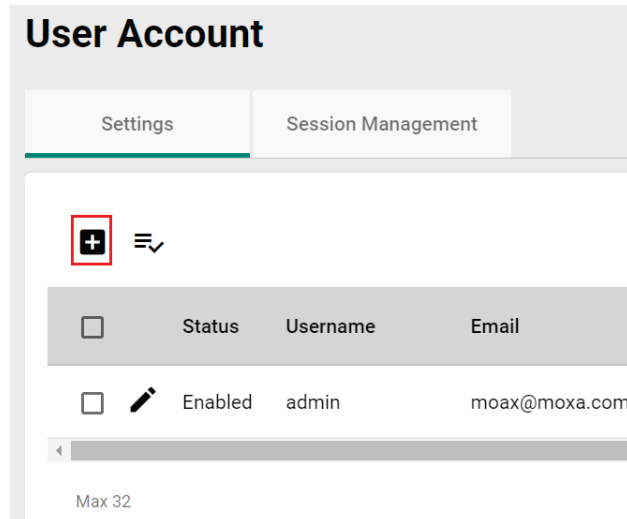 User Account
Settings Session Management
Status Username Email
Enabled admin moax@moxa.com
Max 32